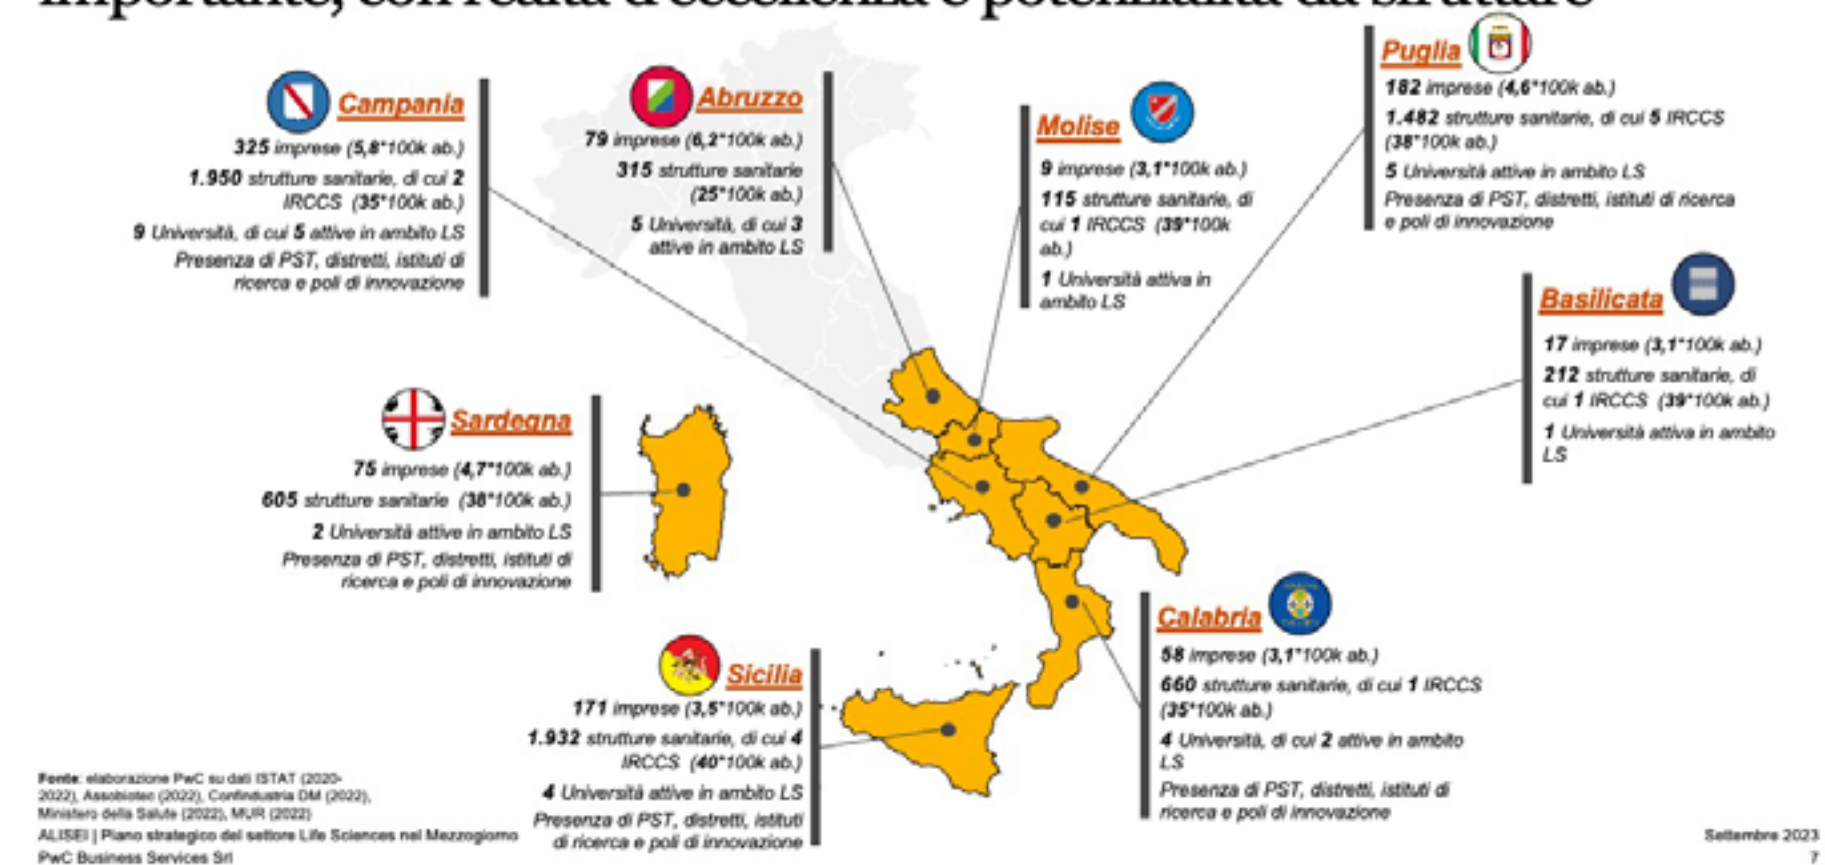 importante, con realtà d'eccellenza e potenzialità da sfruttare
Campania
325 imprese (5,8*100k ab.)
1.950 strutture sanitarie, di cui 2
IRCCS (35*100k ab.)
9 Università, di cui 5 attive in ambito LS
Presenza di PST, distretti, istituti di
ricerca e poli di innovazione
Abruzzo
79 imprese (6,2*100k ab.)
315 strutture sanitarie
(25*100k ab.)
5 Università, di cui 3
attive in ambito LS
Molise
9 imprese (3,1*100k ab.)
115 strutture sanitarie, di
cui 1 IRCCS (39*100k
ab.)
1 Università attiva in
ambito LS
Puglia
182 imprese (4,6*100k ab.)
1.482 strutture sanitarie, di cui 5 IRCCS
(38*100k ab.)
5 Università attive in ambito LS
Presenza di PST, distretti, istituti di ricerca
e poli di innovazione
Basilicata
17 imprese (3,1*100k ab.)
212 strutture sanitarie, di
cui 1 IRCCS (39*100k ab.)
1 Università attiva in ambito
LS
Sardegna
75 imprese (4,7*100k ab.)
605 strutture sanitarie (38*100k ab.)
2 Università attive in ambito LS
Presenza di PST, distretti, istituti di
ricerca e poli di innovazione
Calabria
58 imprese (3,1*100k ab.)
660 strutture sanitarie, di cui 1 IRCCS
(35*100k ab.)
4 Università, di cui 2 attive in ambito
LS
Presenza di PST, distretti, istituti di
ricerca e poli di innovazione
Sicilia
171 imprese (3,5*100k ab.)
1.932 strutture sanitarie, di cui 4
IRCCS (40*100k ab.)
4 Università attive in ambito LS
Presenza di PST, distretti, istituti
di ricerca e poli di innovazione
Fonte: elaborazione PwC su dati ISTAT (2020-
2022), Assobiotec (2022), Confindustria DM (2022),
Ministero della Salute (2022), MUR (2022)
ALISEI | Piano strategico del settore Life Sciences nel Mezzogiorno
PwC Business Services Srl
Settembre 2023
7